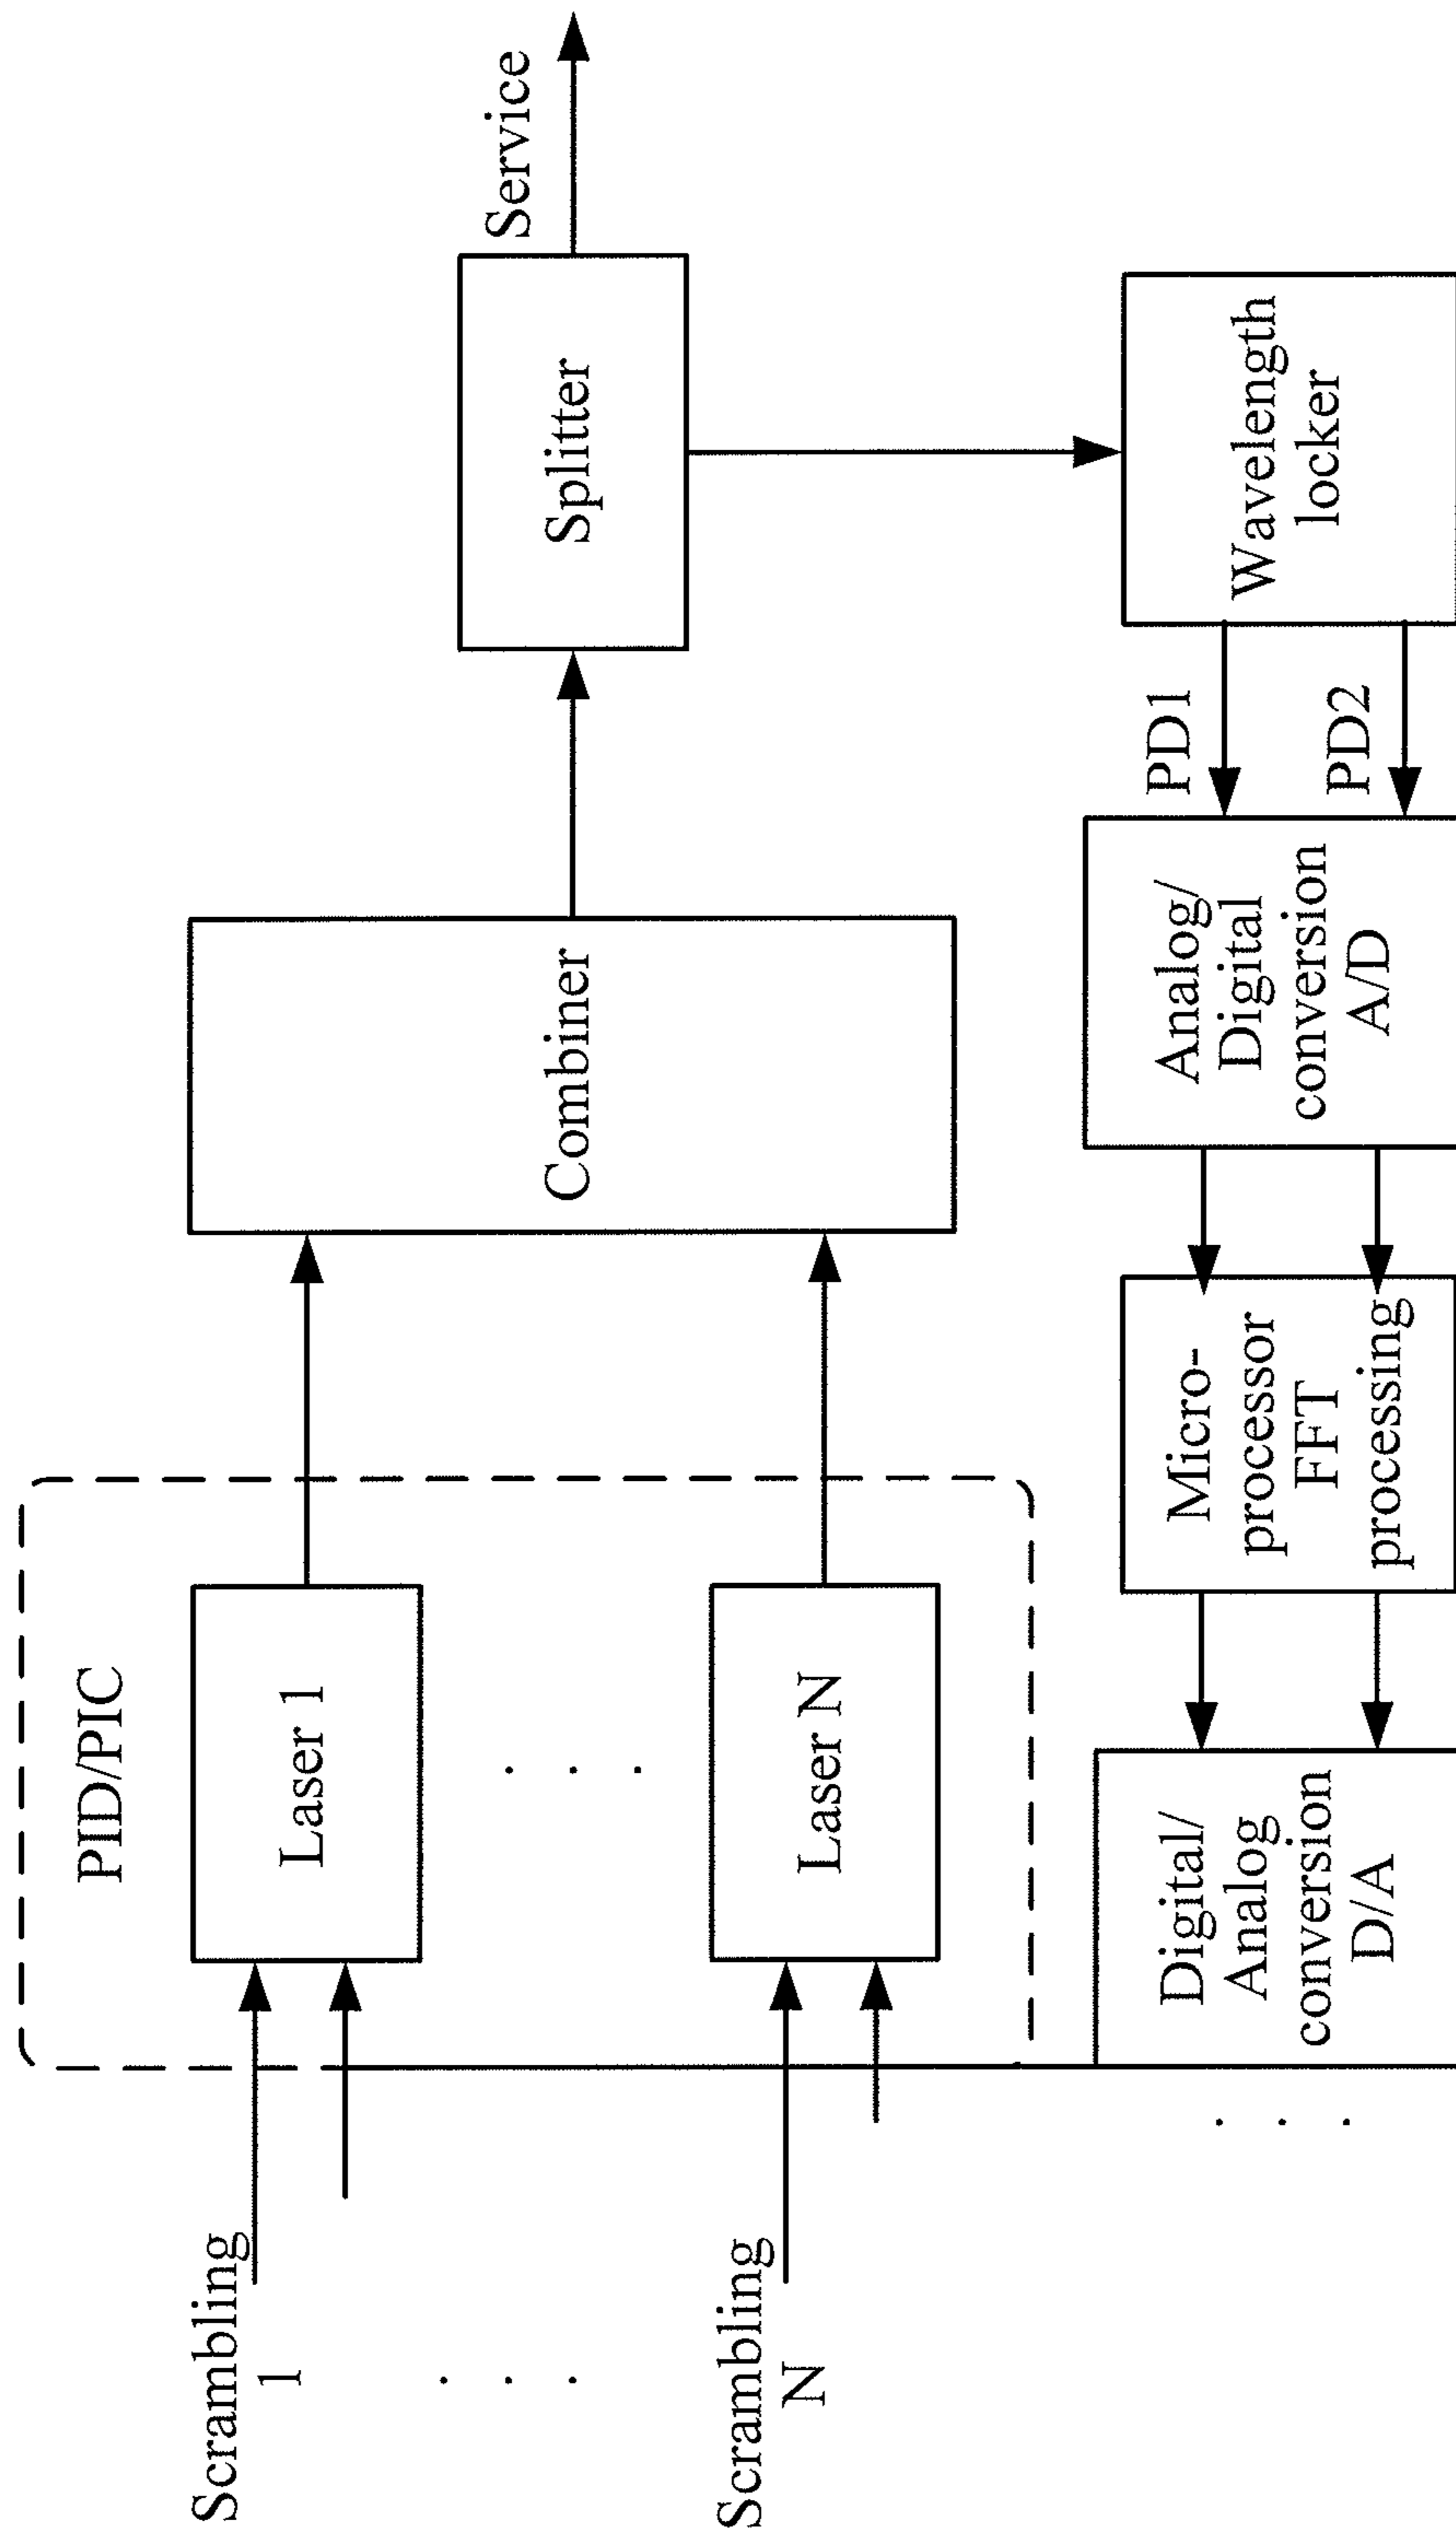 PID/PIC
Scrambling
1
Laser 1
Combiner
Splitter
Service
. . .
. . .
Scrambling
N
Laser N
Digital/
Analog
conversion
D/A
Micro-
processor
FFT
processing
Analog/
Digital
conversion
A/D
PD1
PD2
Wavelength
locker
. . .